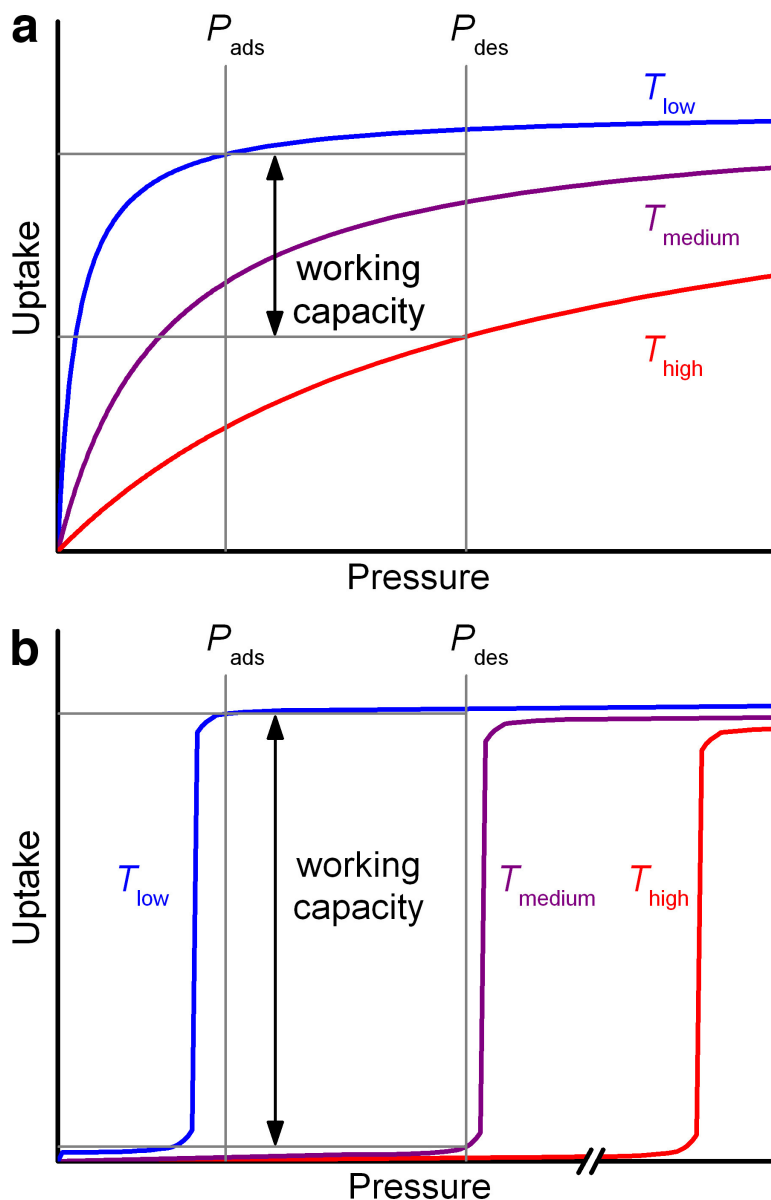 a
P ads
P des
T low
T medium
T high
working
capacity
Uptake
Pressure
b
P ads
P des
T low
T medium
T high
working
capacity
Uptake
Pressure